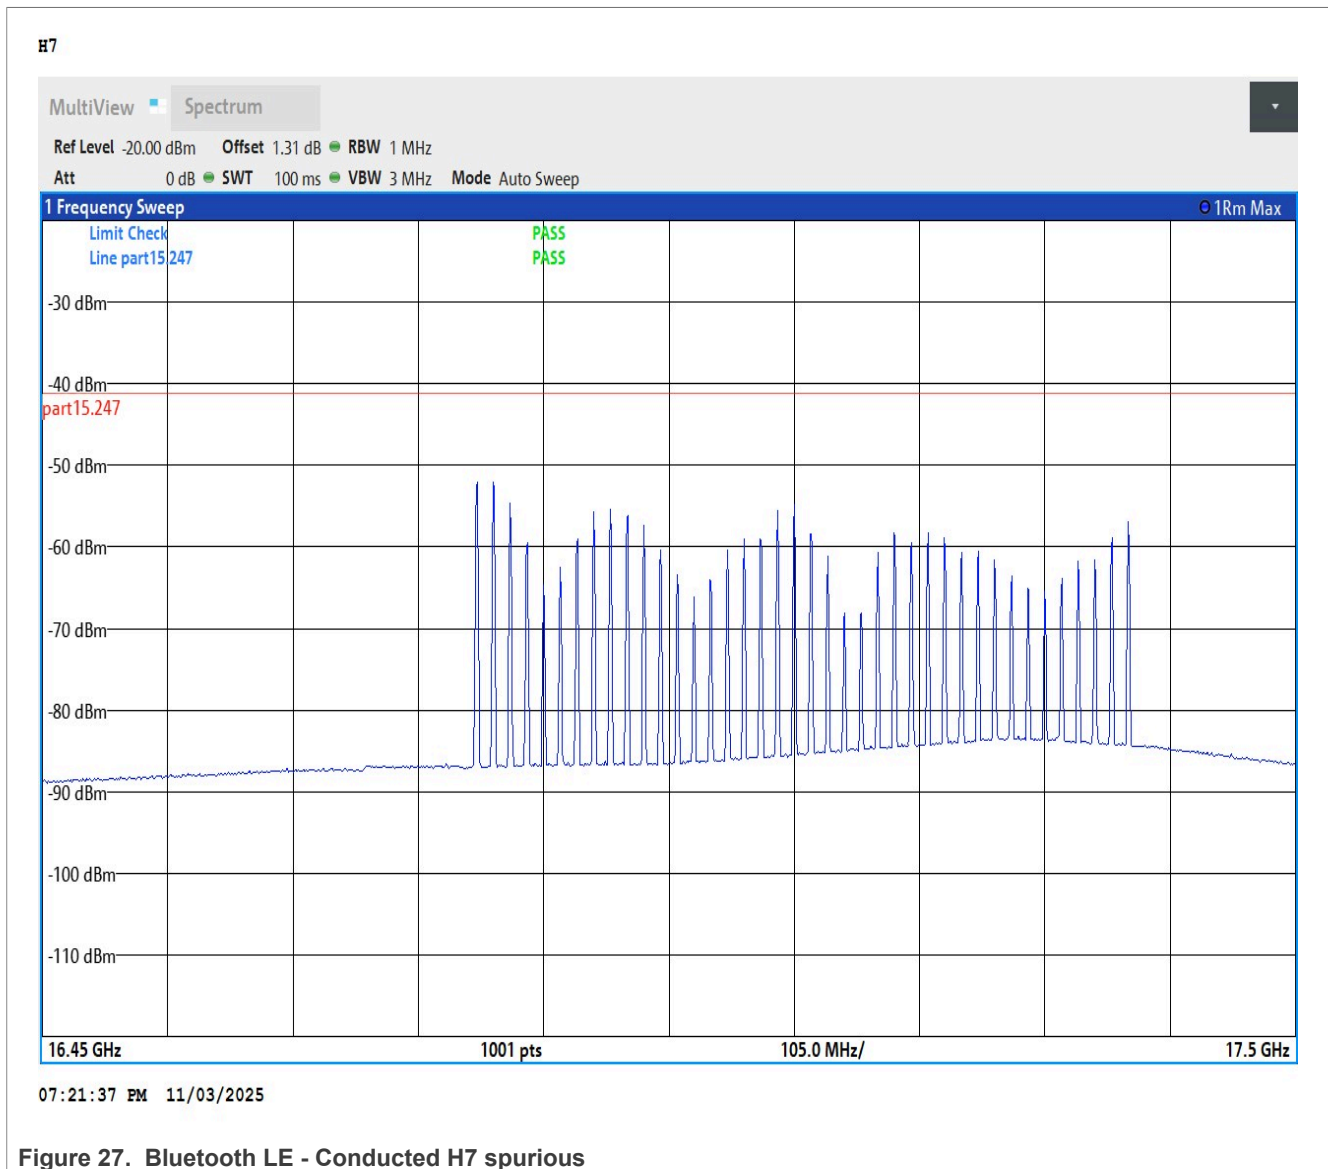 H7
MultiView Spectrum
Ref Level -20.00 dBm Offset 1.31 dB RBW 1 MHz
Att 0 dB SWT 100 ms VBW 3 MHz Mode Auto Sweep
1 Frequency Sweep 1Rm Max
Limit Check PASS
Line part15.247 PASS
-30 dBm
-40 dBm
part15.247
-50 dBm
-60 dBm
-70 dBm
-80 dBm
-90 dBm
-100 dBm
-110 dBm
16.45 GHz 1001 pts 105.0 MHz/ 17.5 GHz
07:21:37 PM 11/03/2025
Figure 27. Bluetooth LE - Conducted H7 spurious